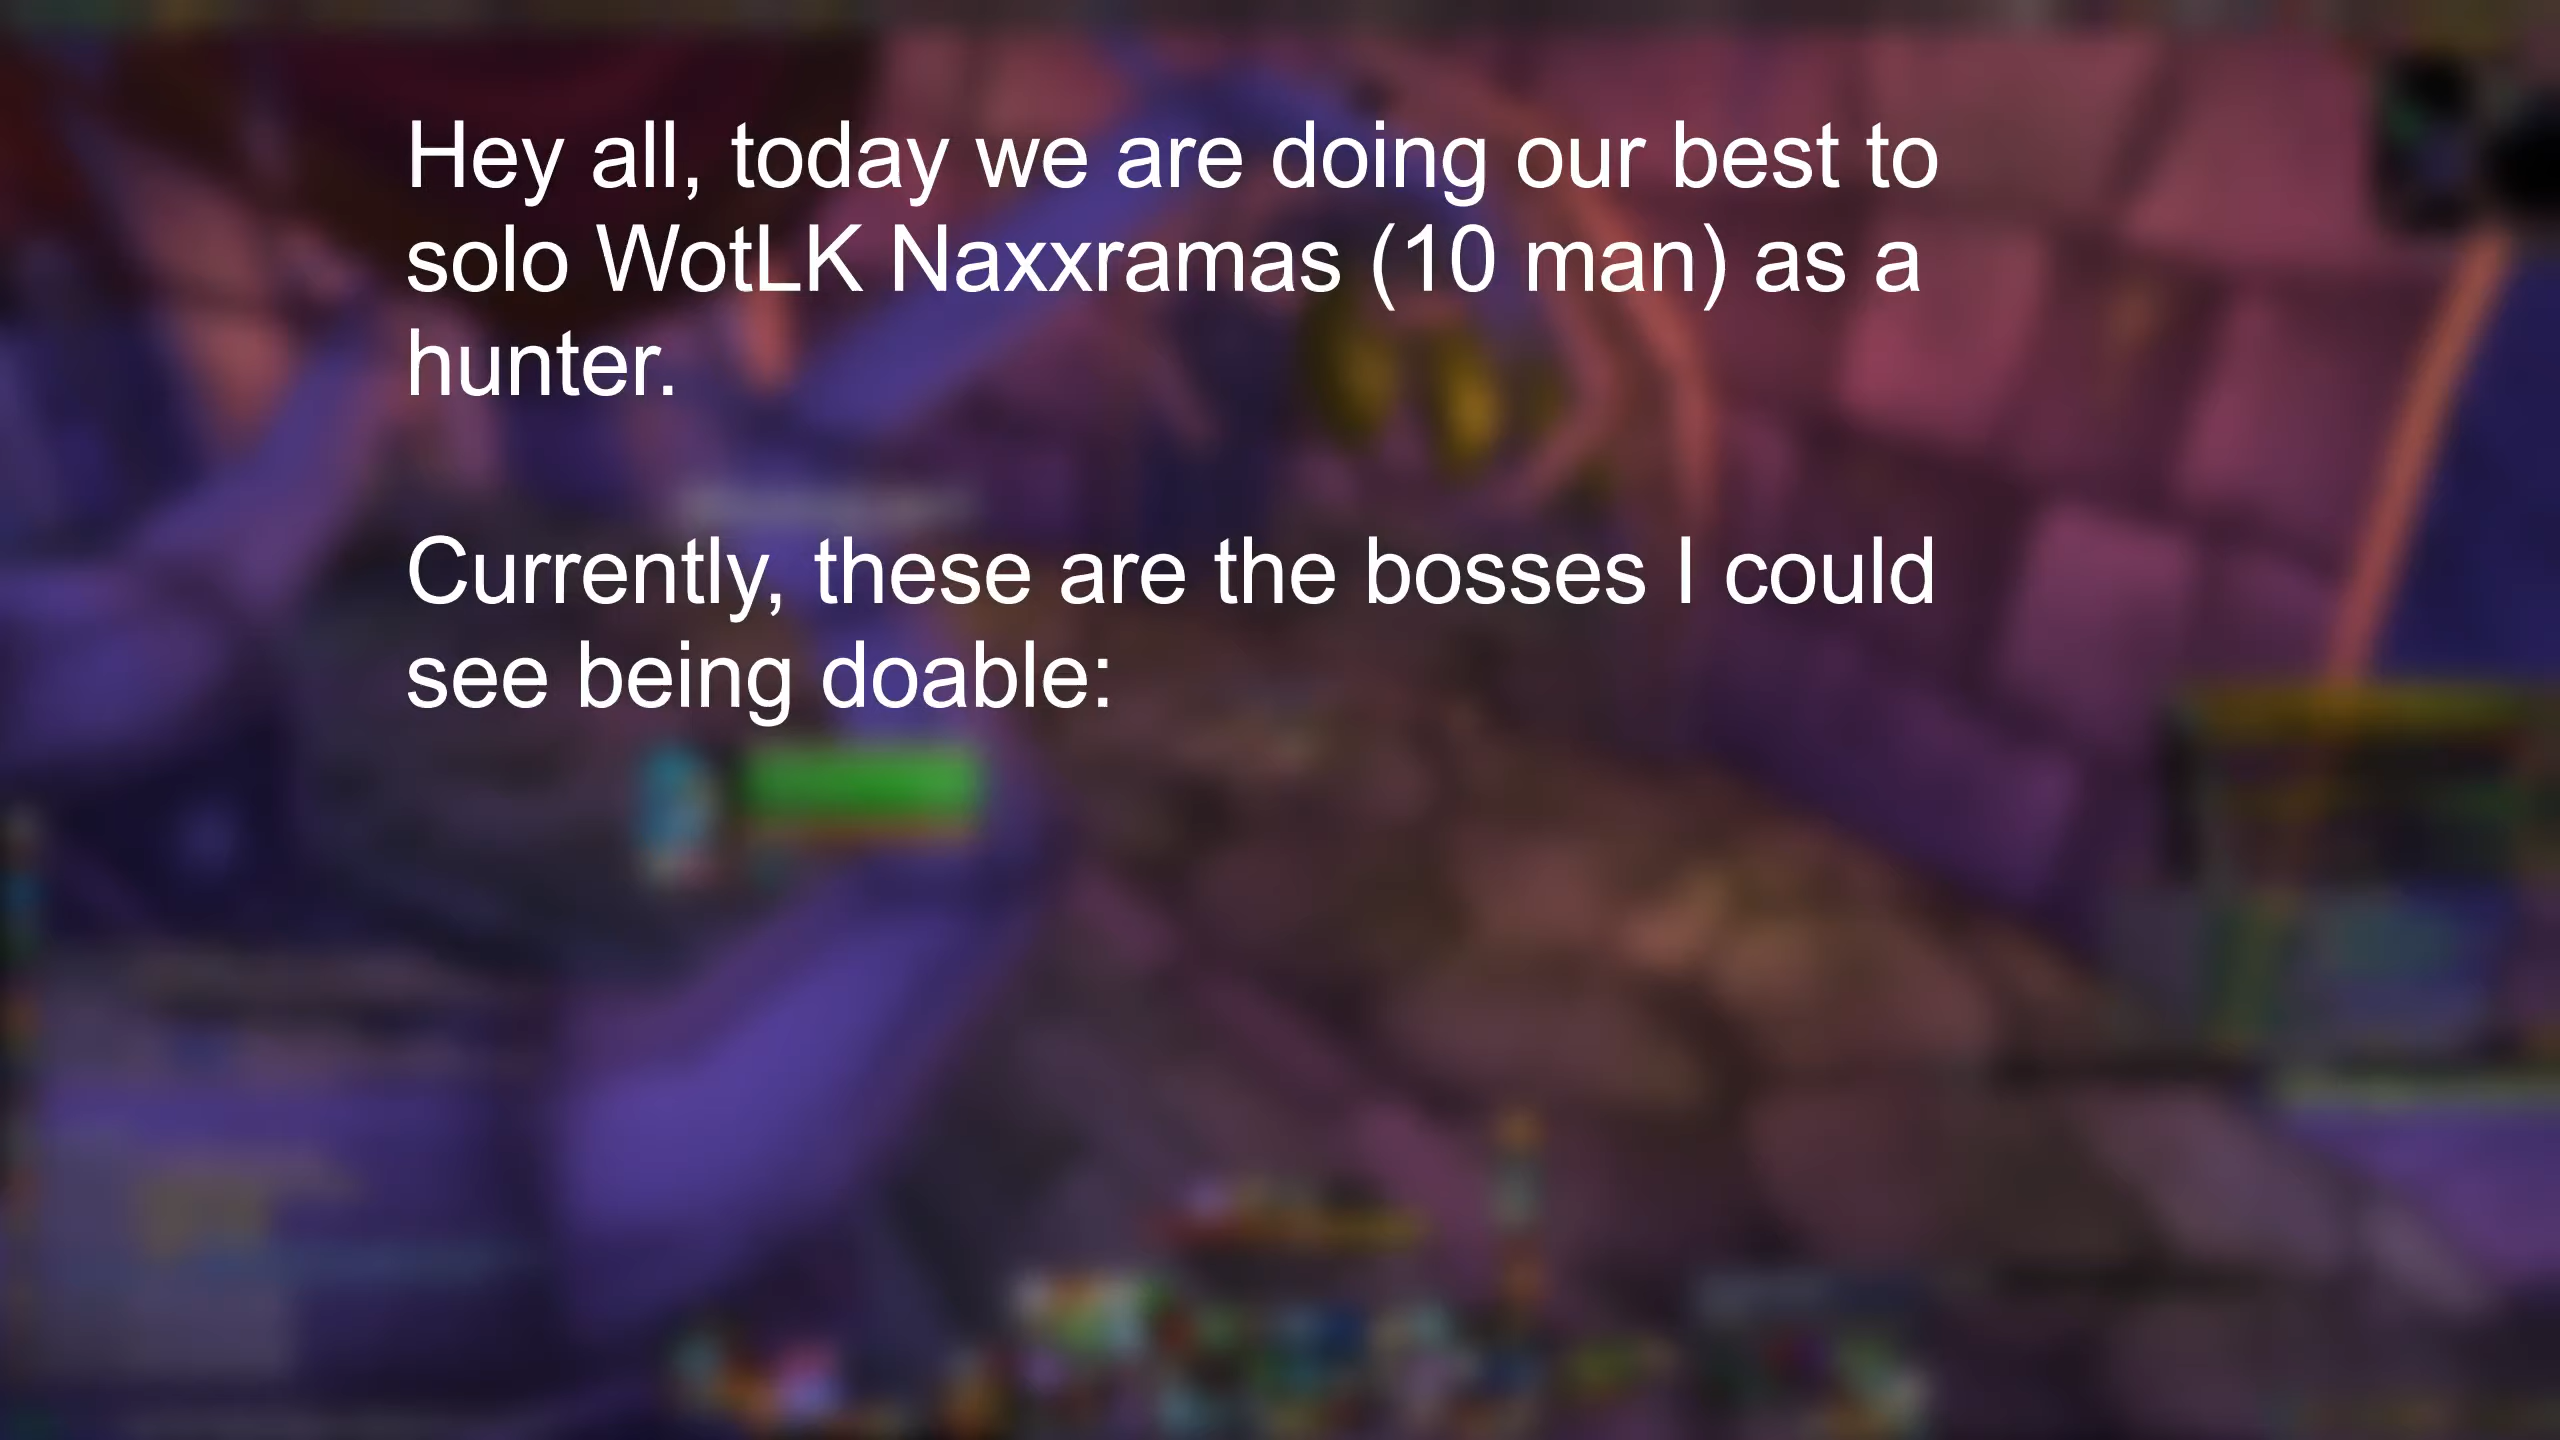 Hey all, today we are doing our best to
solo WotLK Naxxramas (10 man) as a
hunter.
Currently, these are the bosses I could
see being doable: